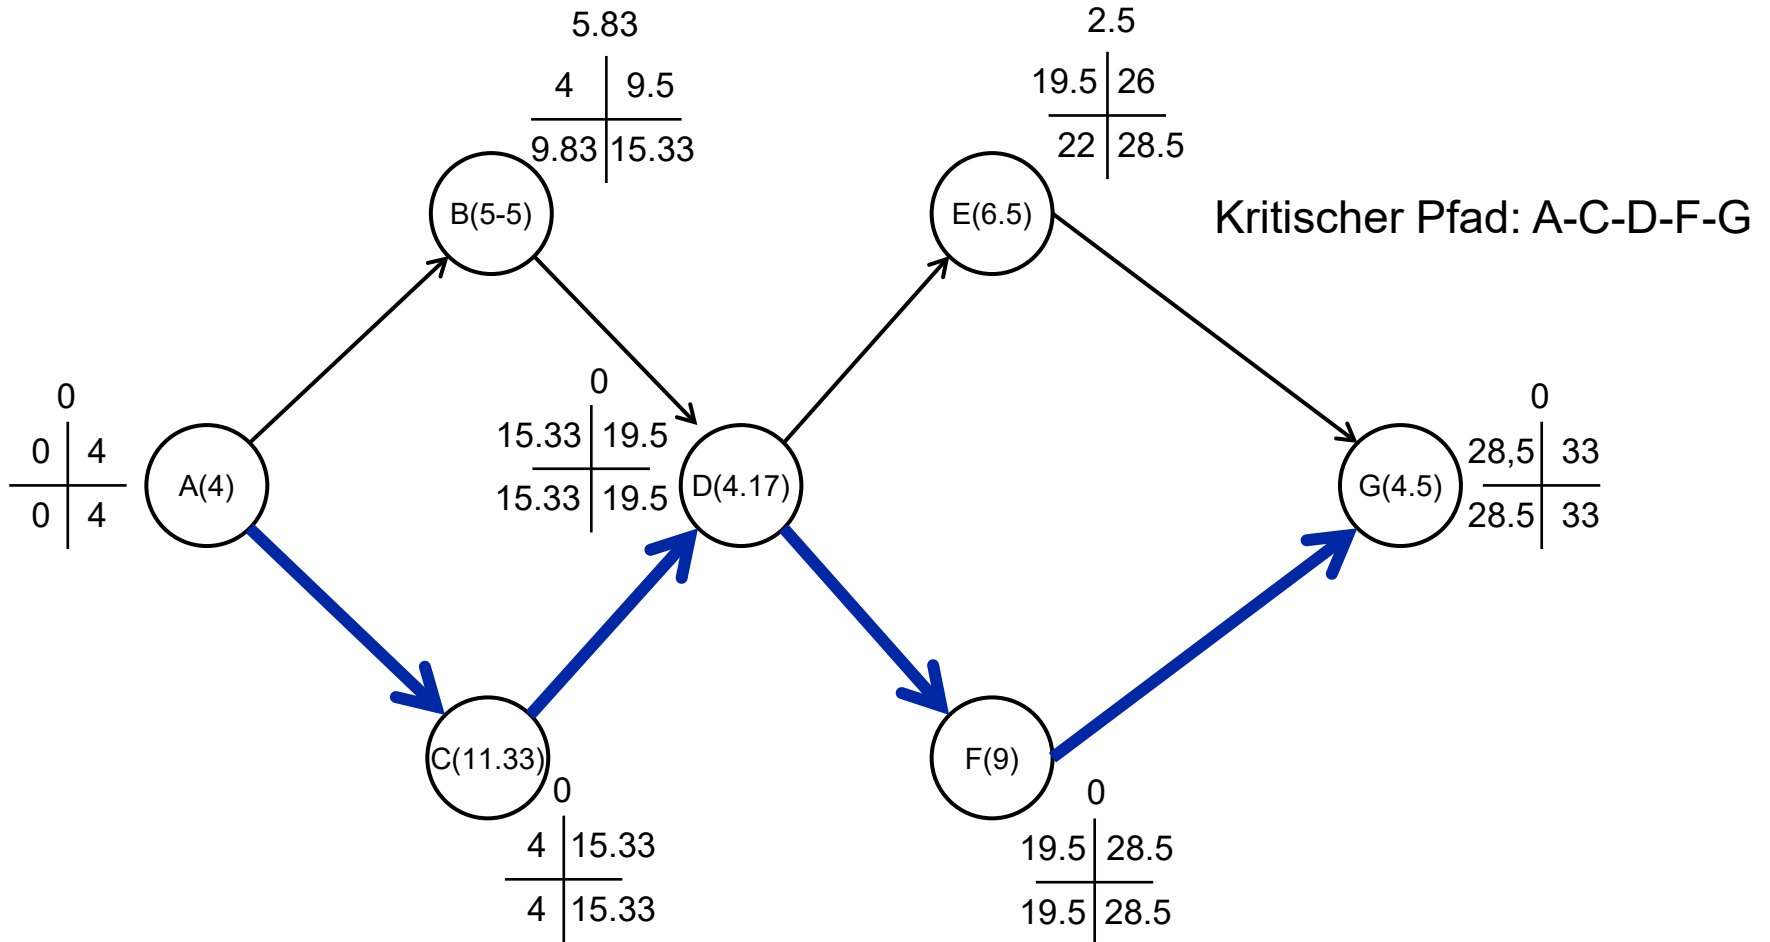 5.83
4 9.5
9.83 15.33
B(5-5)
2.5
19.5 26
22 28.5
E(6.5)
Kritischer Pfad: A-C-D-F-G
0
0 4
0 4
A(4)
0
15.33 19.5
15.33 19.5
D(4.17)
0
28,5 33
28.5 33
G(4.5)
C(11.33)
0
4 15.33
4 15.33
F(9)
0
19.5 28.5
19.5 28.5